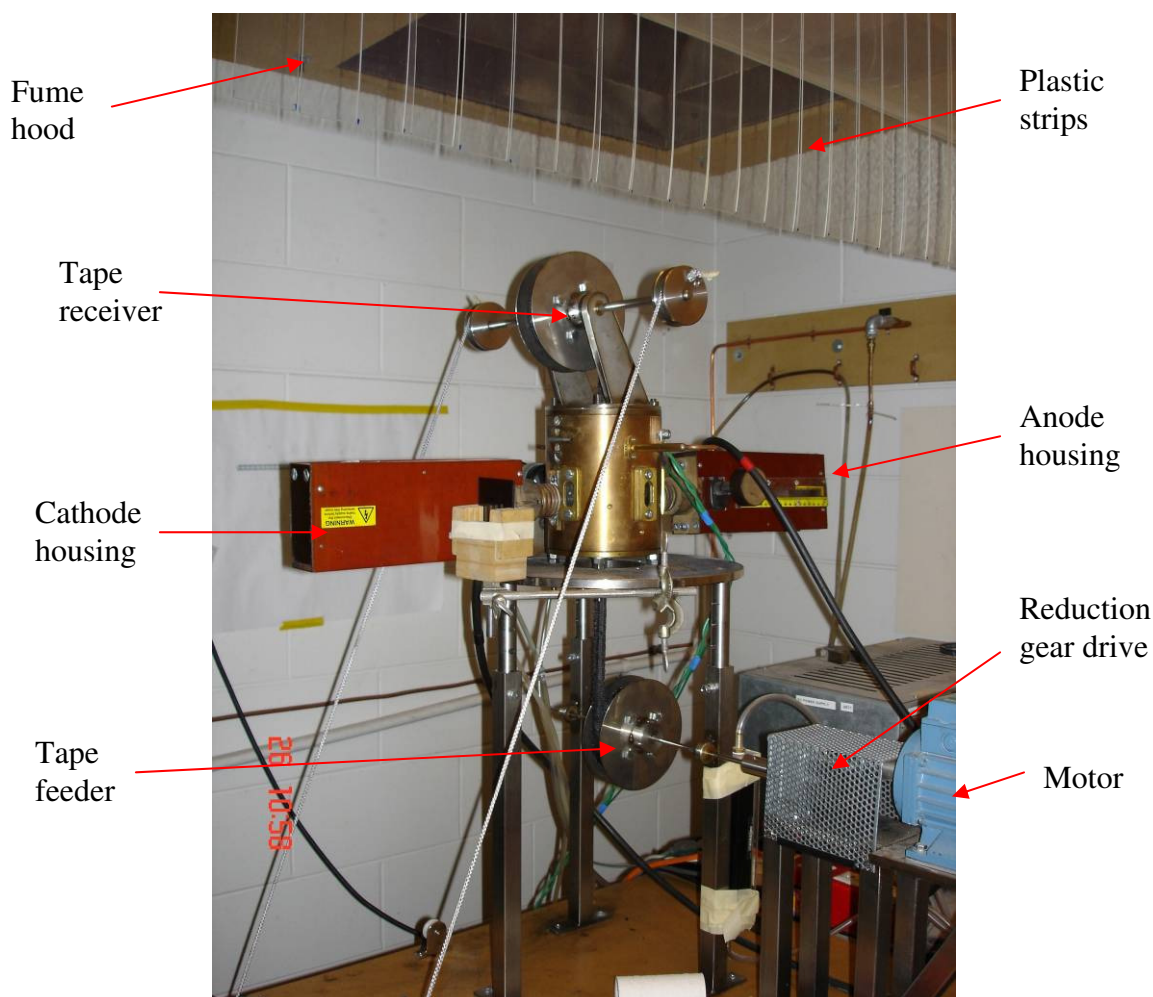 Fume
hood
Plastic
strips
Tape
receiver
Anode
housing
Cathode
housing
WARNING
Reduction
gear drive
Tape
feeder
Motor
26 10:58